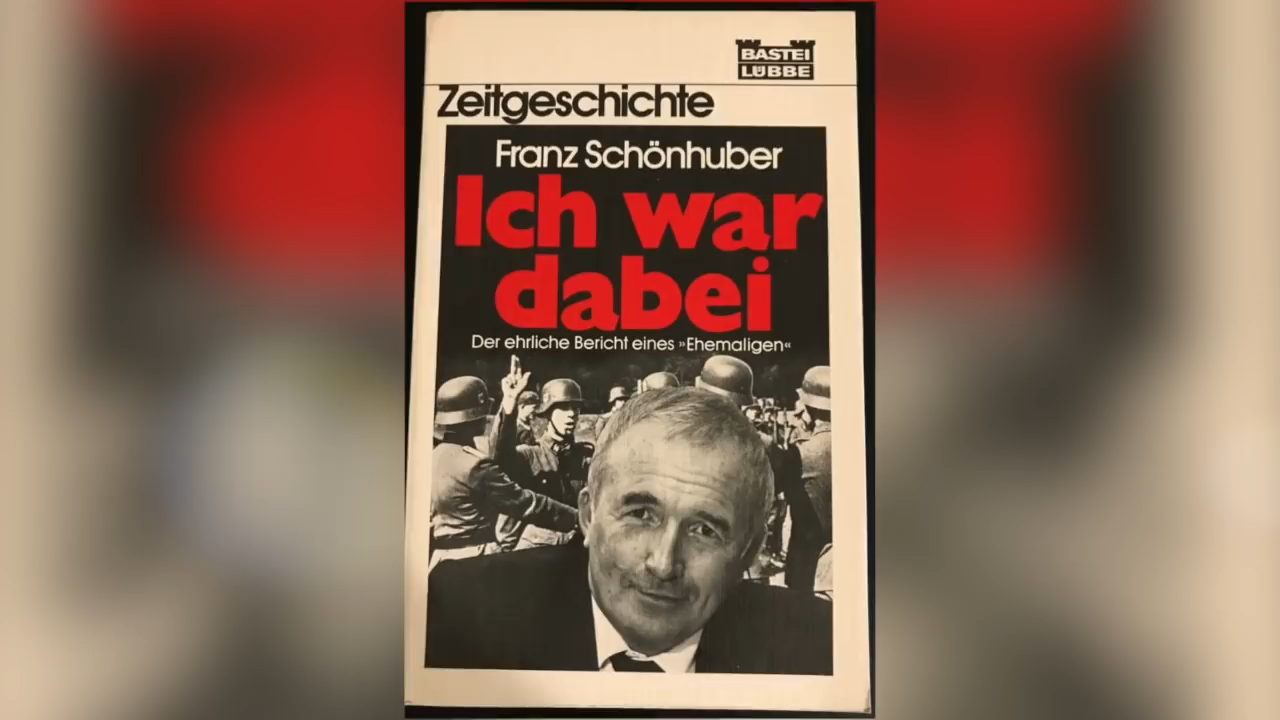 BASTEI
LÜBBE
Zeitgeschichte
Franz Schönhuber
Ich war
dabei
Der ehrliche Bericht eines »Ehemaligen«